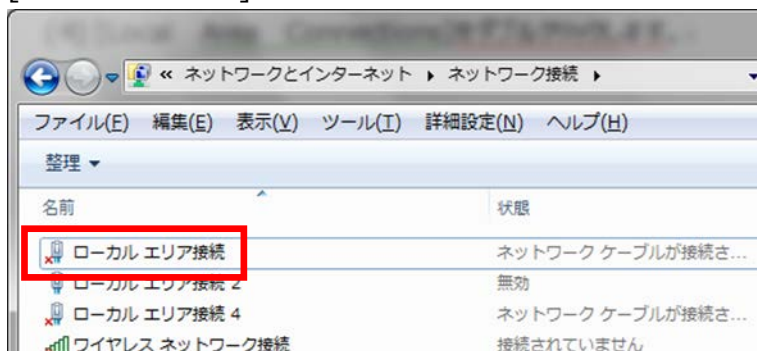 « ネットワークとインターネット ▸ ネットワーク接続 ▸
ファイル(F) 編集(E) 表示(V) ツール(T) 詳細設定(N) ヘルプ(H)
整理 ▼
名前 状態
ローカル エリア接続 ネットワーク ケーブルが接続さ...
ローカル エリア接続 2 無効
ローカル エリア接続 4 ネットワーク ケーブルが接続さ...
ワイヤレス ネットワーク接続 接続されていません